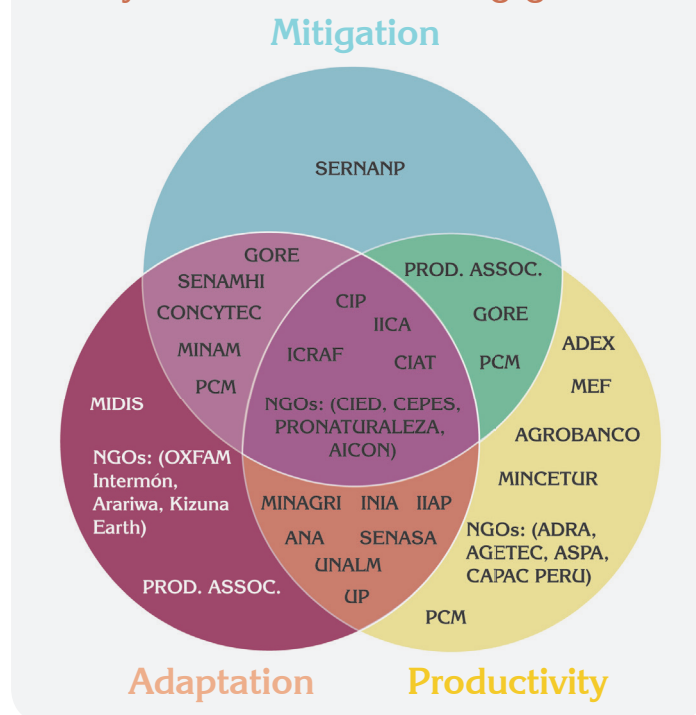 Mitigation
SERNANP
GORE
SENAMHI
CONCYTEC
MINAM
PCM
PROD. ASSOC.
GORE
PCM
CIP
IICA
ICRAF
CIAT
NGOs: (CIED, CEPES,
PRONATURALEZA,
AICON)
MIDIS
NGOs: (OXFAM
Intermón,
Arariwa, Kizuna
Earth)
PROD. ASSOC.
MINAGRI INIA IIAP
ANA SENASA
UNALM
UP
ADEX
MEF
AGROBANCO
MINCETUR
NGOs: (ADRA,
AGETEC, ASPA,
CAPAC PERU)
PCM
Adaptation
Productivity